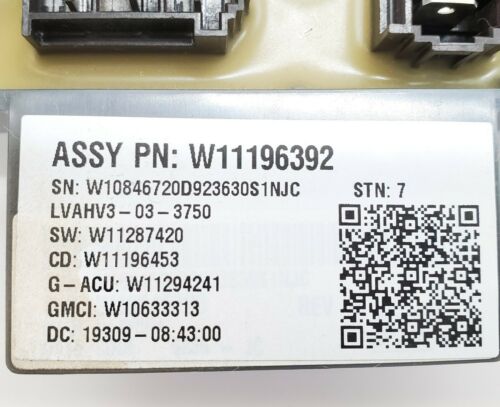 ASSY PN: W11196392
SN: W10846720D923630S1NJC
STN: 7
LVAHV3-03-3750
SW: W11287420
CD: W11196453
G-ACU: W11294241
GMCI: W10633313
DC: 19309-08:43:00